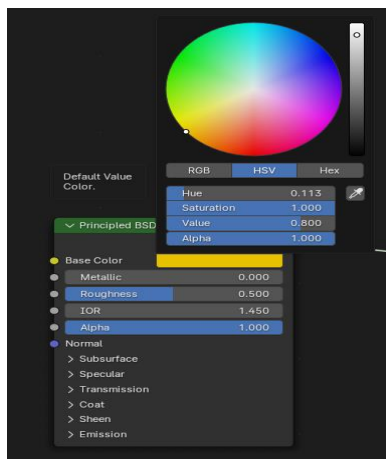 RGB HSV Hex
Hue 0.113
Saturation 1.000
Value 0.800
Alpha 1.000
Default Value
Color.
Principled BSD
Base Color
Metallic 0.000
Roughness 0.500
IOR 1.450
Alpha 1.000
Normal
> Subsurface
> Specular
> Transmission
> Coat
> Sheen
> Emission